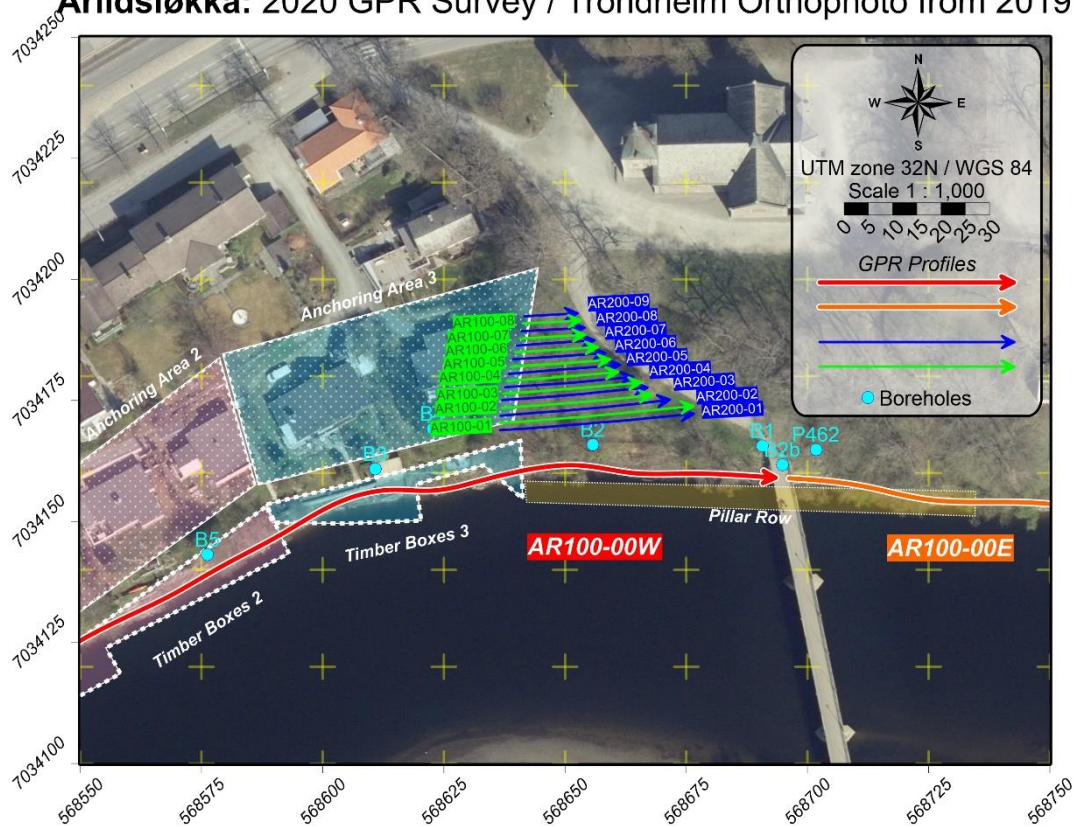 Arildsløkka: 2020 GPR Survey / Trondheim Orthophoto from 2019
N
W E
S
UTM zone 32N / WGS 84
Scale 1 : 1,000
0 5 10 15 20 25 30
GPR Profiles
Boreholes
7034250
7034225
7034200
7034175
7034150
7034125
7034100
Anchoring Area 3
Anchoring Area 2
AR100-08
AR100-07
AR100-06
AR100-05
AR100-04
AR100-03
AR100-02
AR100-01
AR200-09
AR200-08
AR200-07
AR200-06
AR200-05
AR200-04
AR200-03
AR200-02
AR200-01
B3
B2
B1
P462
B2b
B5
Pillar Row
Timber Boxes 3
AR100-00W
AR100-00E
Timber Boxes 2
568550
568575
568600
568625
568650
568675
568700
568725
568750